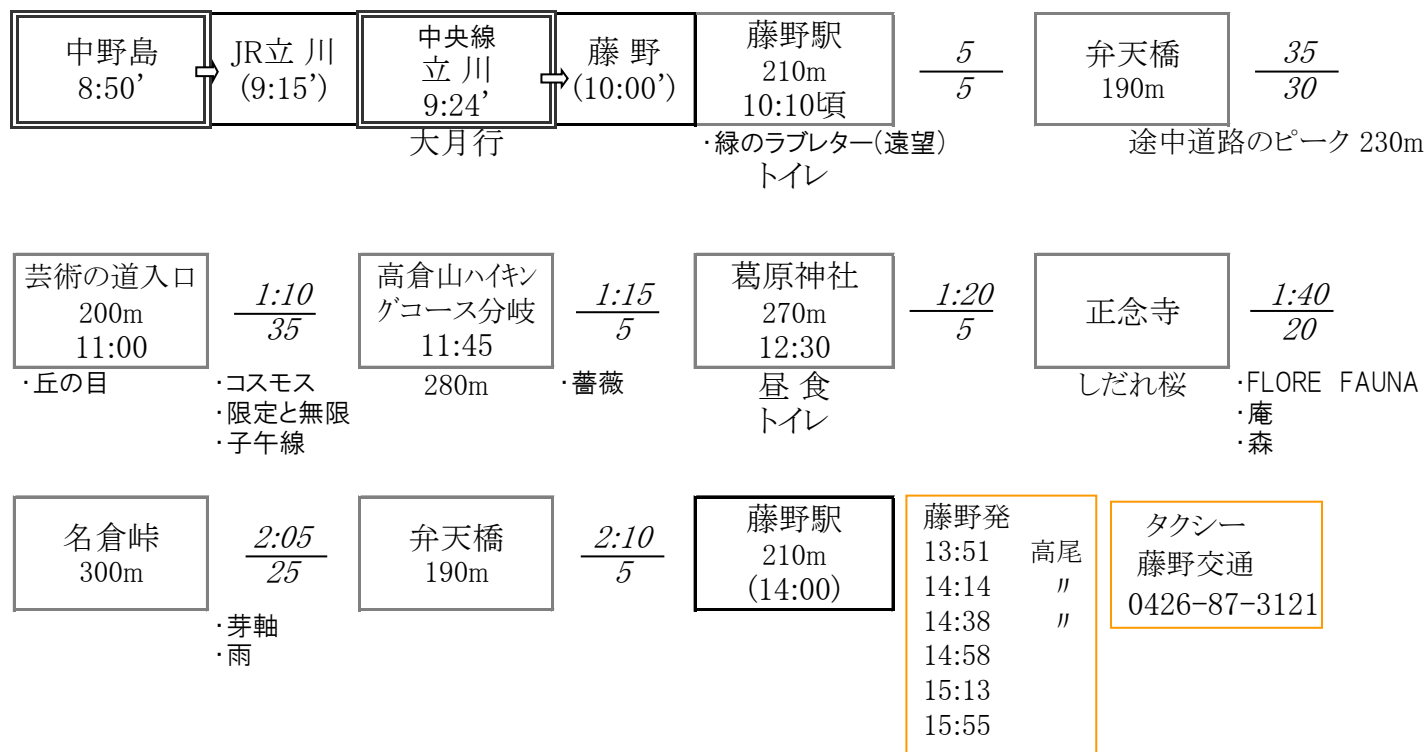 中野島
8:50’
JR立 川
(9:15’)
中央線
立 川
9:24’
大月行
藤 野
(10:00’)
藤野駅
210m
10:10頃
・緑のラブレター(遠望)
トイレ
5
5
弁天橋
190m
35
30
途中道路のピーク 230m
芸術の道入口
200m
11:00
・丘の目
1:10
35
・コスモス
・限定と無限
・子午線
高倉山ハイキン
グコース分岐
11:45
280m
1:15
5
・薔薇
葛原神社
270m
12:30
昼 食
トイレ
1:20
5
正念寺
しだれ桜
1:40
20
・FLORE FAUNA
・庵
・森
名倉峠
300m
2:05
25
・芽軸
・雨
弁天橋
190m
2:10
5
藤野駅
210m
(14:00)
藤野発
13:51 高尾
14:14 〃
14:38 〃
14:58
15:13
15:55
タクシー
藤野交通
0426-87-3121